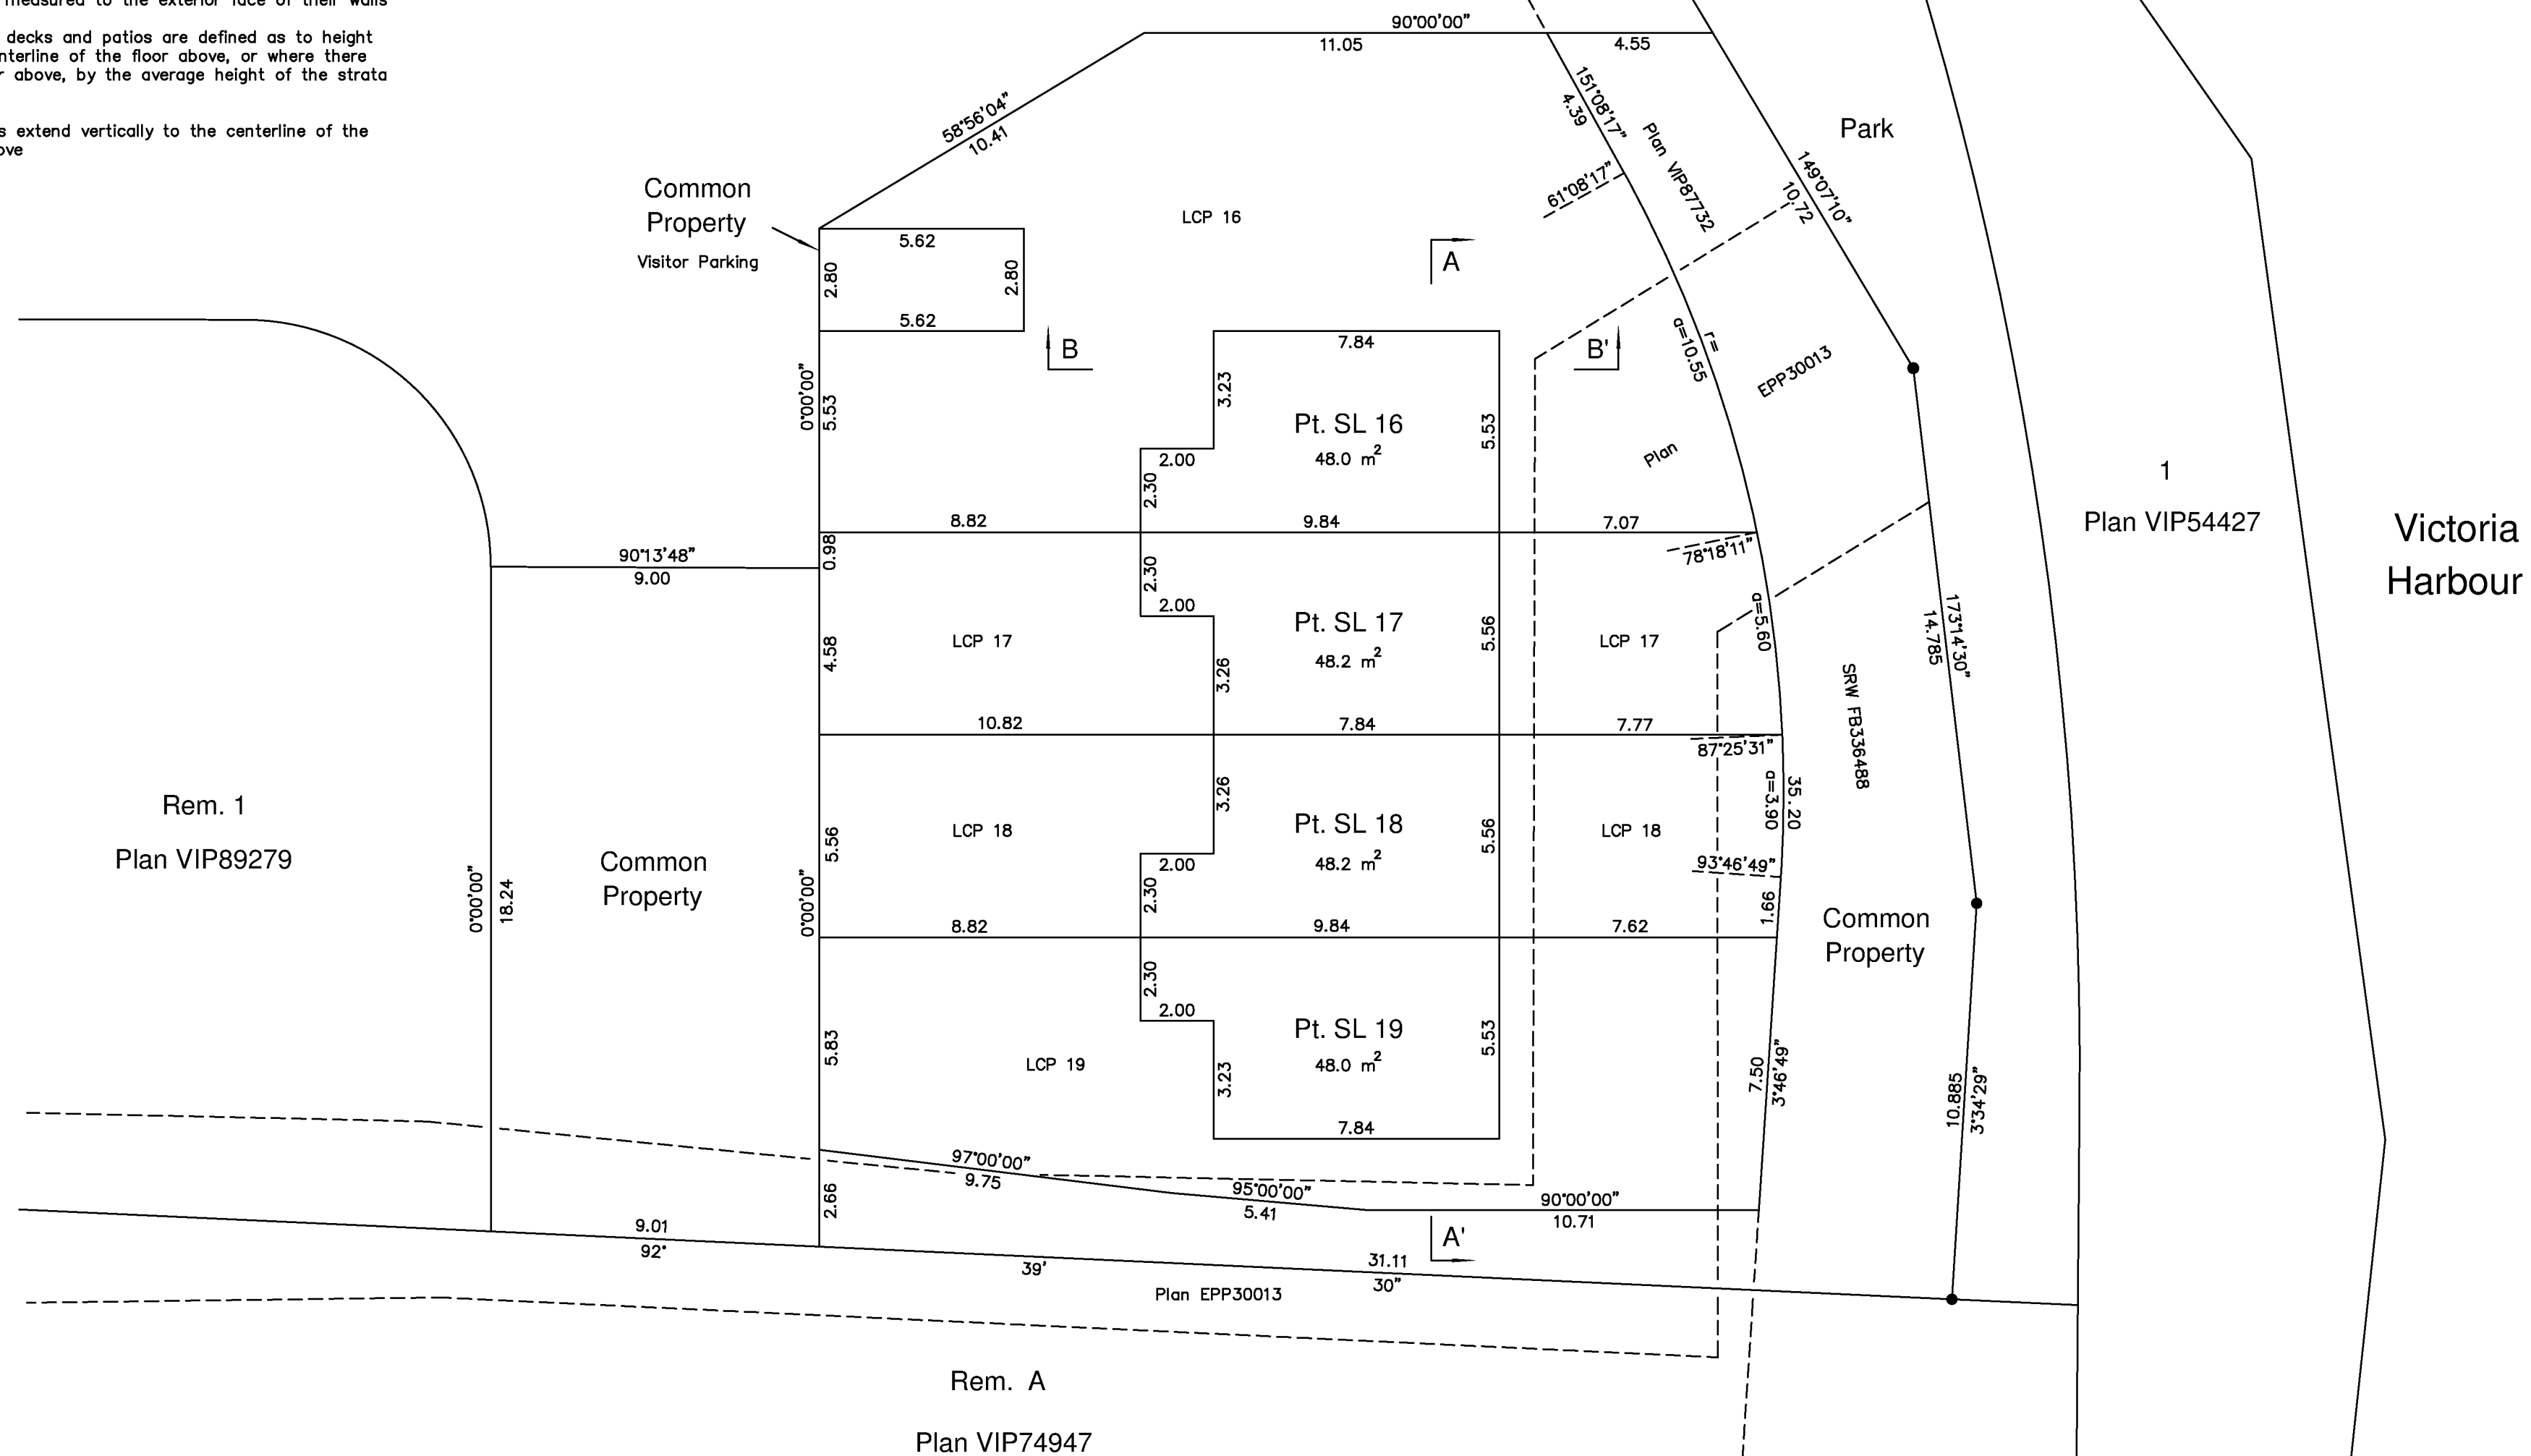 measured to the exterior face of their walls
decks and patios are defined as to height
nterline of the floor above, or where there
r above, by the average height of the strata
s extend vertically to the centerline of the
ove
90°00'00"
11.05
4.55
58°56'04"
10.41
151°08'17"
4.39
Plan VIP87732
Park
149°07'10"
10.72
61°08'17"
Common
Property
Visitor Parking
LCP 16
5.62
2.80
2.80
5.62
A
B
B'
7.84
r=
a=10.55
EPP30013
Plan
0°00'00"
5.53
3.23
Pt. SL 16
48.0 m²
5.53
2.00
2.30
8.82
9.84
7.07
1
Plan VIP54427
Victoria
Harbour
90°13'48"
9.00
0.98
2.30
78°18'11"
2.00
Pt. SL 17
48.2 m²
5.56
a=5.60
LCP 17
LCP 17
4.58
3.26
173°14'30"
14.785
SRW FB336488
10.82
7.84
7.77
87°25'31"
Rem. 1
Plan VIP89279
3.26
a=3.90
35.20
LCP 18
Pt. SL 18
48.2 m²
5.56
LCP 18
5.56
2.00
93°46'49"
Common
Property
0°00'00"
18.24
0°00'00"
2.30
1.66
8.82
9.84
7.62
Common
Property
2.30
2.00
Pt. SL 19
48.0 m²
5.53
5.83
LCP 19
3.23
7.50
3°46'49"
10.885
3°34'29"
7.84
97°00'00"
9.75
2.66
95°00'00"
5.41
90°00'00"
10.71
A'
9.01
92°
39'
31.11
30"
Plan EPP30013
Rem. A
Plan VIP74947